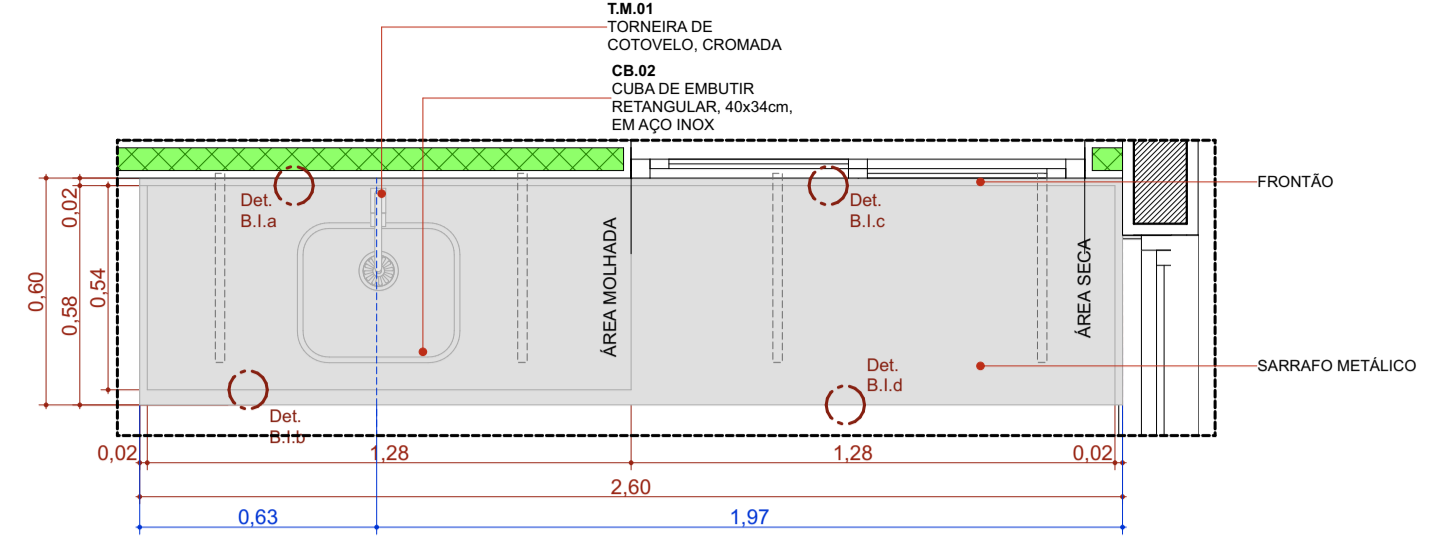 T.M.01
TORNEIRA DE
COTOVELO, CROMADA
CB.02
CUBA DE EMBUTIR
RETANGULAR, 40x34cm,
EM AÇO INOX
FRONTÃO
Det.
B.I.a
Det.
B.I.c
ÁREA MOLHADA
ÁREA SECA
0,02
0,60
0,58
0,54
SARRAFO METÁLICO
Det.
B.I.d
Det.
B.I.b
0,02
1,28
1,28
0,02
2,60
0,63
1,97